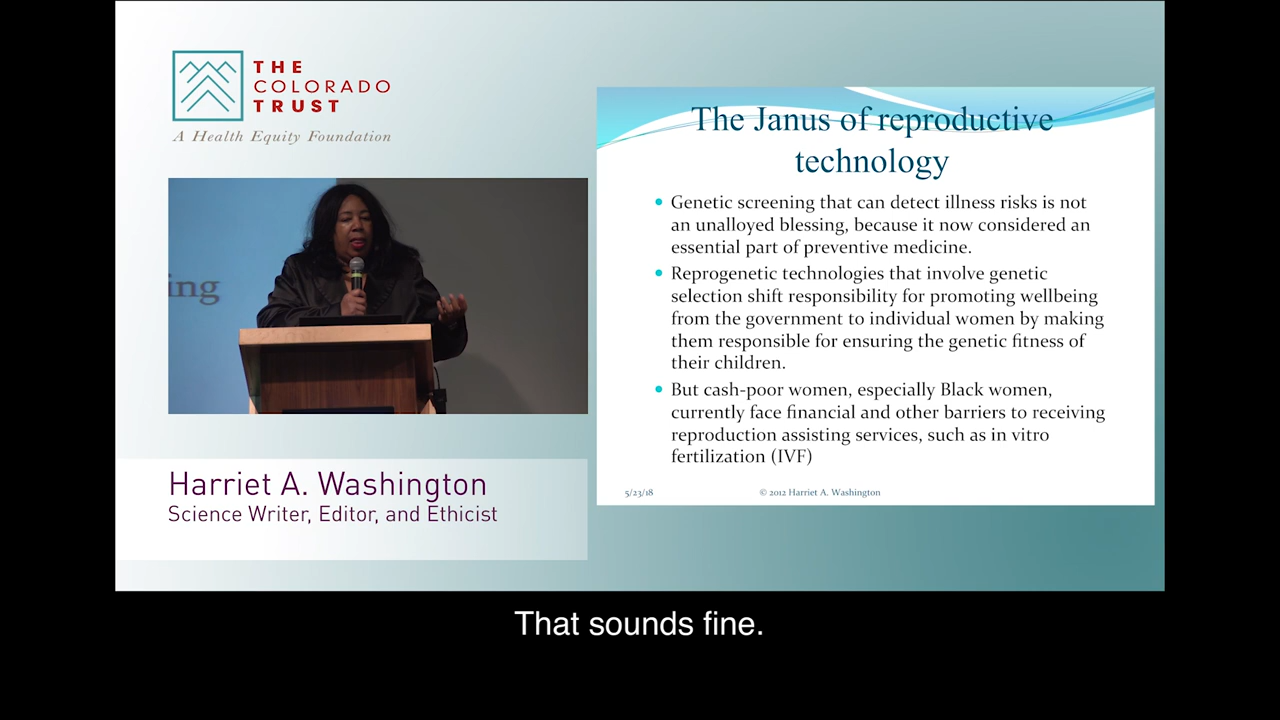 THE
COLORADO
TRUST
A Health Equity Foundation
ing
Harriet A. Washington
Science Writer, Editor, and Ethicist
The Janus of reproductive
technology
• Genetic screening that can detect illness risks is not
an unalloyed blessing, because it now considered an
essential part of preventive medicine.
• Reprogenetic technologies that involve genetic
selection shift responsibility for promoting wellbeing
from the government to individual women by making
them responsible for ensuring the genetic fitness of
their children.
• But cash-poor women, especially Black women,
currently face financial and other barriers to receiving
reproduction assisting services, such as in vitro
fertilization (IVF)
5/23/18
© 2012 Harriet A. Washington
That sounds fine.